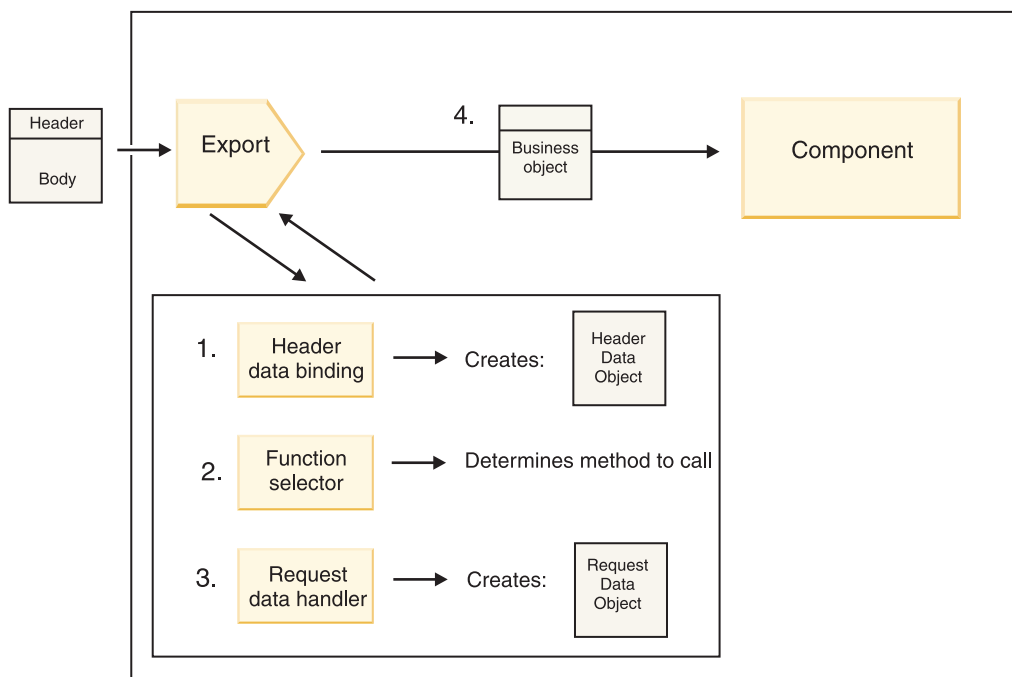 Header
Body
Export
4.
Business
object
Component
1.
Header
data binding
Creates:
Header
Data
Object
2.
Function
selector
Determines method to call
3.
Request
data handler
Creates:
Request
Data
Object